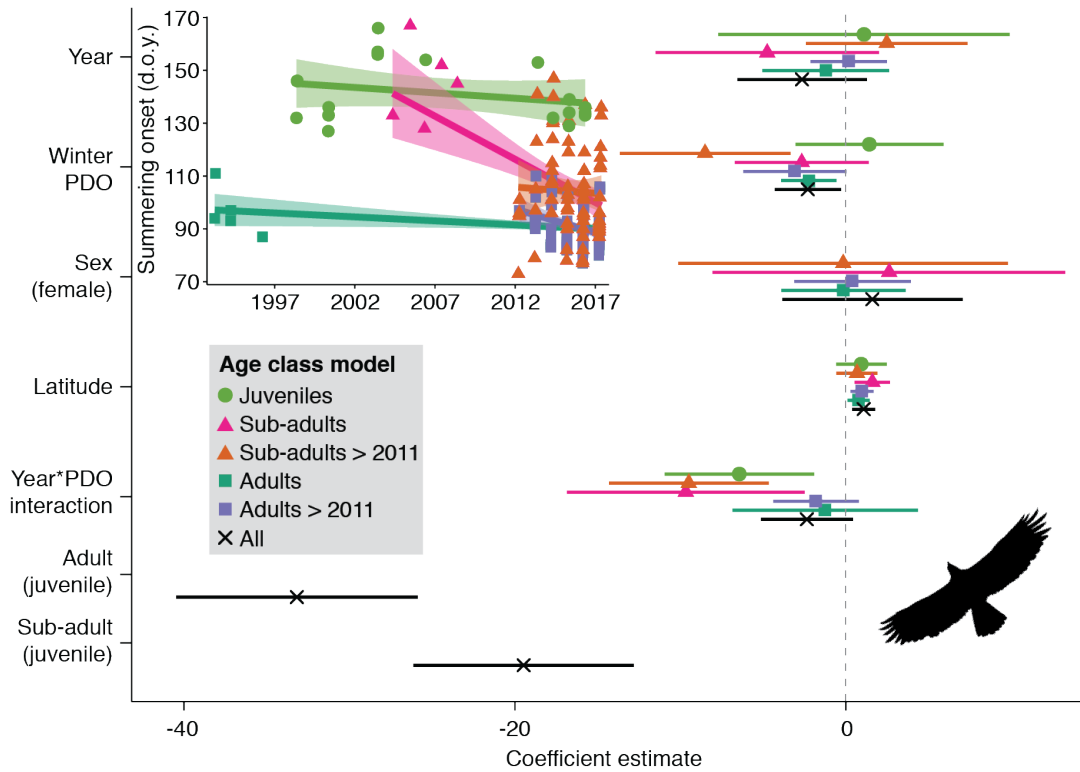 Summering onset (d.o.y.)
170
150
130
110
90
70
1997
2002
2007
2012
2017
Year
Winter
PDO
Sex
(female)
Latitude
Year*PDO
interaction
Adult
(juvenile)
Sub-adult
(juvenile)
Age class model
Juveniles
Sub-adults
Sub-adults > 2011
Adults
Adults > 2011
All
-40
-20
0
Coefficient estimate